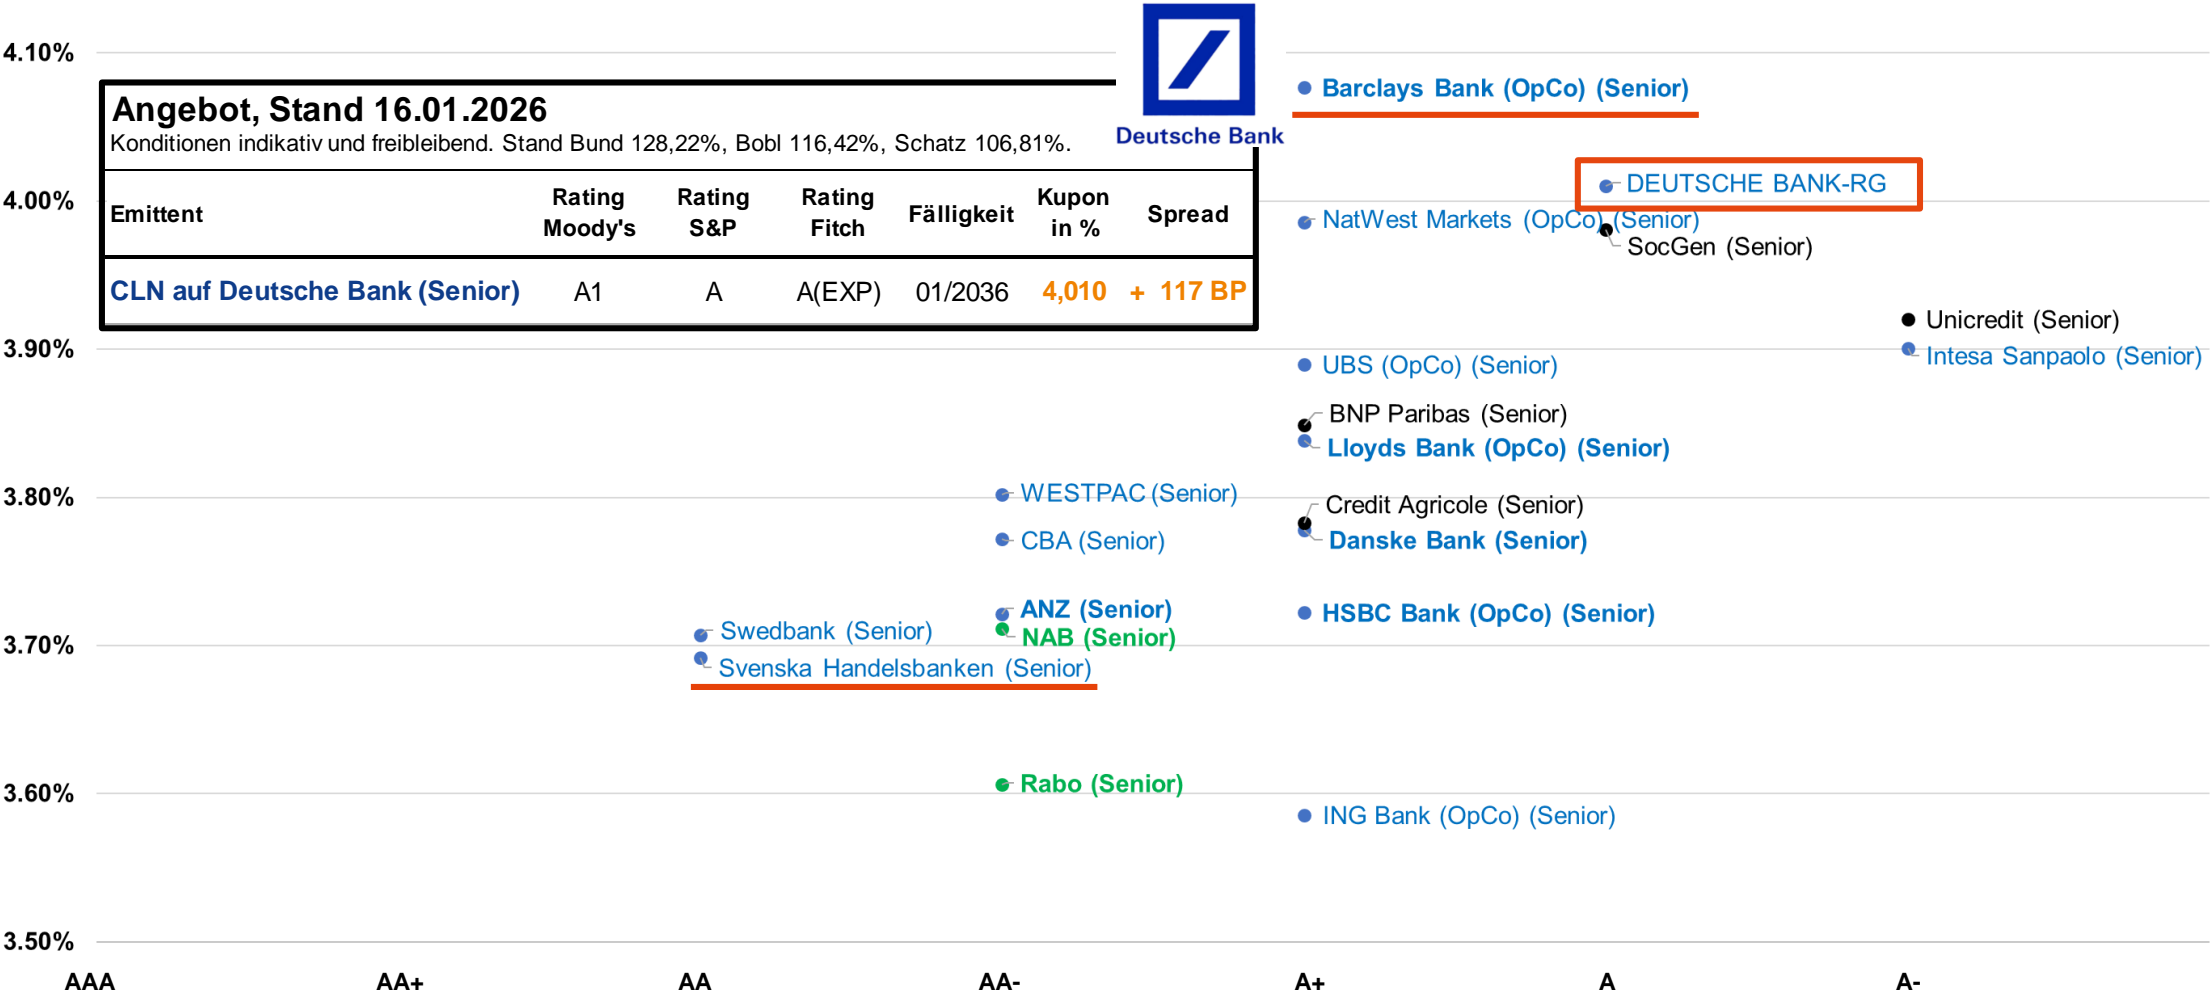 4.10%
4.00%
3.90%
3.80%
3.70%
3.60%
3.50%
AAA
AA+
AA
AA-
A+
A
A-
Angebot, Stand 16.01.2026
Konditionen indikativ und freibleibend. Stand Bund 128,22%, Bobl 116,42%, Schatz 106,81%.
Emittent
Rating
Moody's
Rating
S&P
Rating
Fitch
Fälligkeit
Kupon
in %
Spread
CLN auf Deutsche Bank (Senior) A1 A A(EXP) 01/2036 4,010 + 117 BP
Deutsche Bank
Barclays Bank (OpCo) (Senior)
DEUTSCHE BANK-RG
NatWest Markets (OpCo) (Senior)
SocGen (Senior)
Unicredit (Senior)
Intesa Sanpaolo (Senior)
UBS (OpCo) (Senior)
BNP Paribas (Senior)
Lloyds Bank (OpCo) (Senior)
WESTPAC (Senior)
Credit Agricole (Senior)
CBA (Senior)
Danske Bank (Senior)
ANZ (Senior)
HSBC Bank (OpCo) (Senior)
Swedbank (Senior)
NAB (Senior)
Svenska Handelsbanken (Senior)
Rabo (Senior)
ING Bank (OpCo) (Senior)